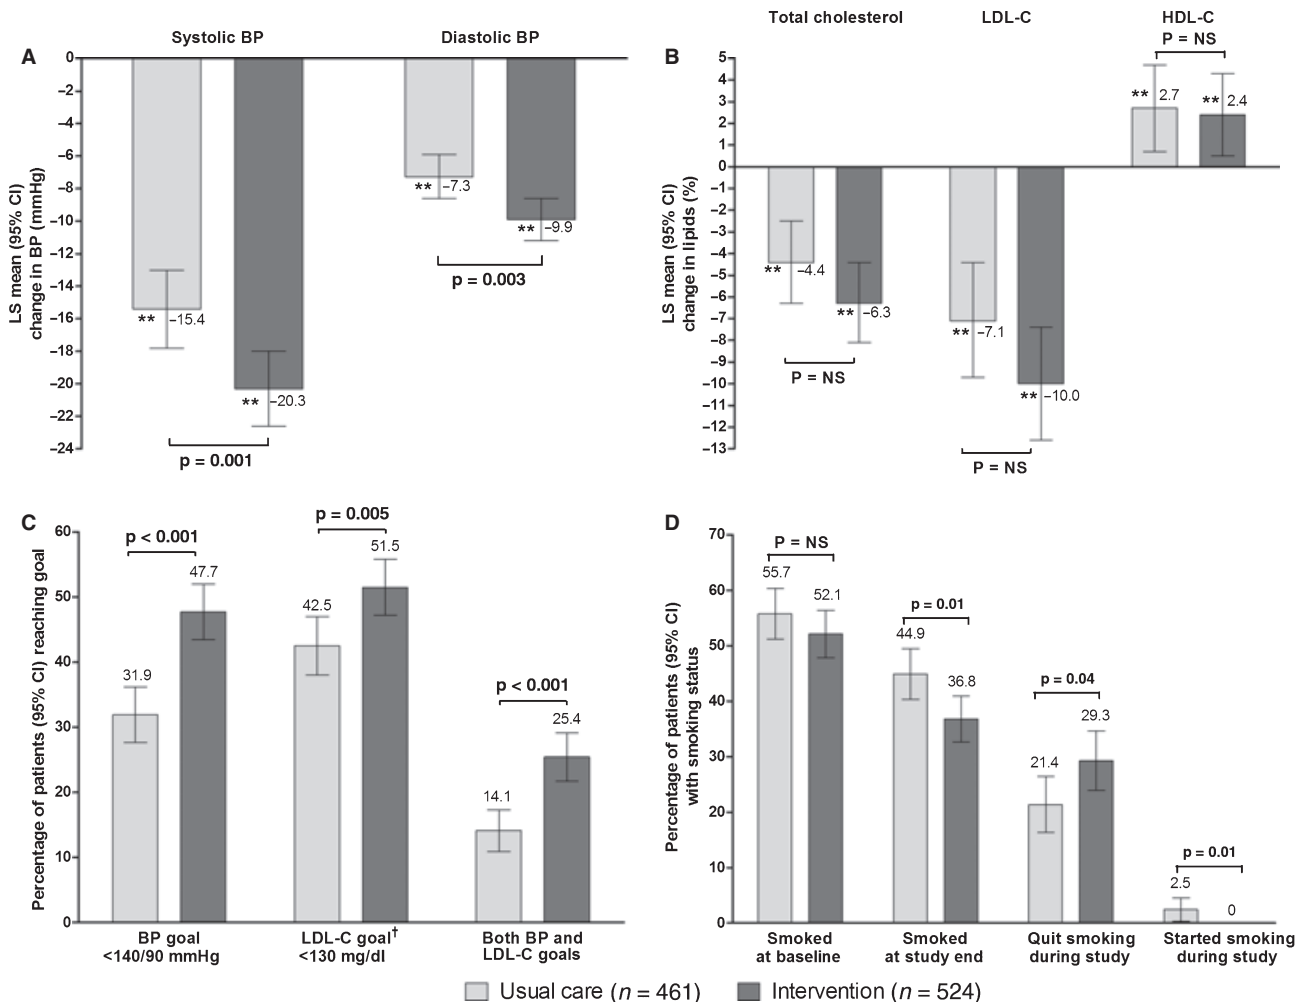 A
Systolic BP
Diastolic BP
LS mean (95% CI)
change in BP (mmHg)
0
−2
−4
−6
−8
−10
−12
−14
−16
−18
−20
−22
−24
** −15.4
** −20.3
p = 0.001
** −7.3
** −9.9
p = 0.003
B
Total cholesterol
LDL-C
HDL-C
P = NS
LS mean (95% CI)
change in lipids (%)
5
4
3
2
1
0
−1
−2
−3
−4
−5
−6
−7
−8
−9
−10
−11
−12
−13
** −4.4
** −6.3
P = NS
** −7.1
** −10.0
P = NS
** 2.7
** 2.4
C
Percentage of patients (95% CI) reaching goal
60
50
40
30
20
10
0
p < 0.001
31.9
47.7
p = 0.005
42.5
51.5
p < 0.001
14.1
25.4
BP goal
<140/90 mmHg
LDL-C goal†
<130 mg/dl
Both BP and
LDL-C goals
D
Percentage of patients (95% CI)
with smoking status
70
60
50
40
30
20
10
0
P = NS
55.7
52.1
p = 0.01
44.9
36.8
p = 0.04
21.4
29.3
p = 0.01
2.5
0
Smoked
at baseline
Smoked
at study end
Quit smoking
during study
Started smoking
during study
Usual care (n = 461)
Intervention (n = 524)